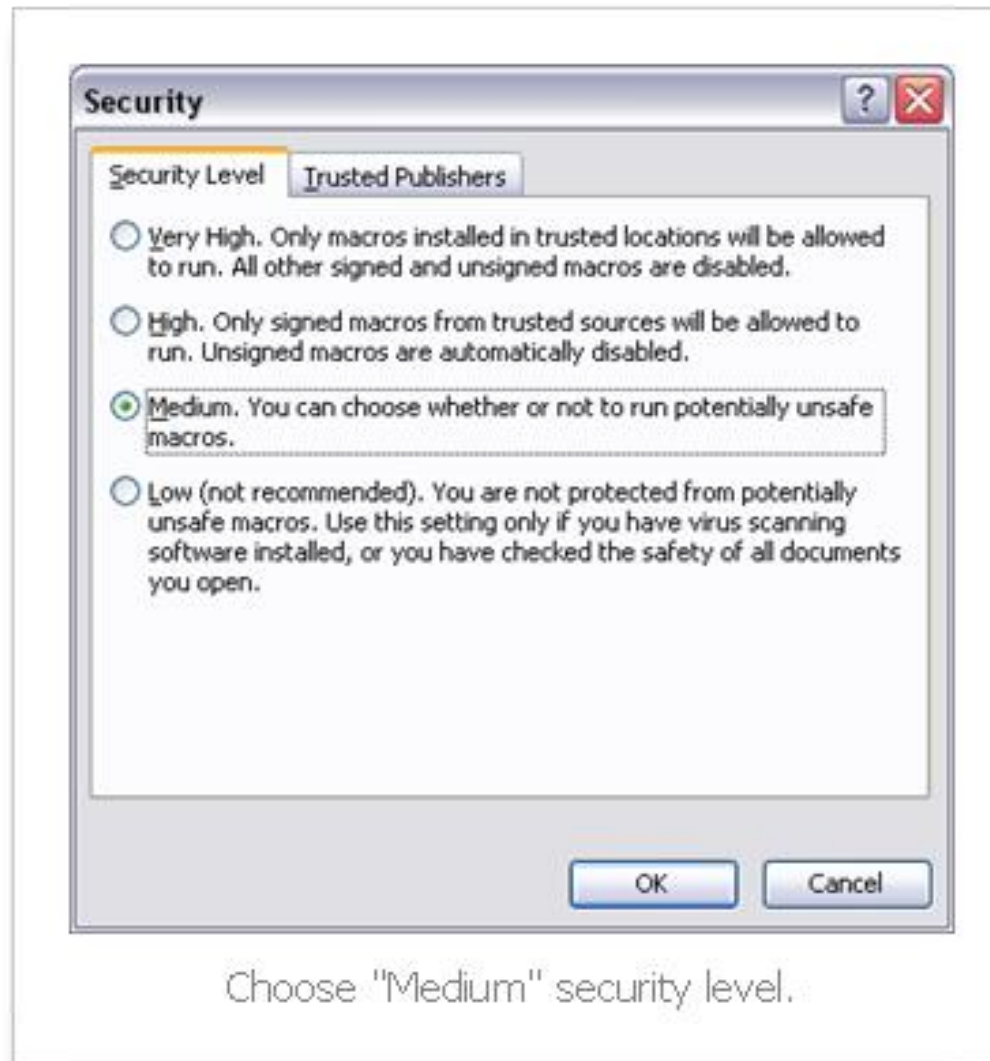 Security
Security Level
Trusted Publishers
Very High. Only macros installed in trusted locations will be allowed
to run. All other signed and unsigned macros are disabled.
High. Only signed macros from trusted sources will be allowed to
run. Unsigned macros are automatically disabled.
Medium. You can choose whether or not to run potentially unsafe
macros.
Low (not recommended). You are not protected from potentially
unsafe macros. Use this setting only if you have virus scanning
software installed, or you have checked the safety of all documents
you open.
OK
Cancel
Choose "Medium" security level.